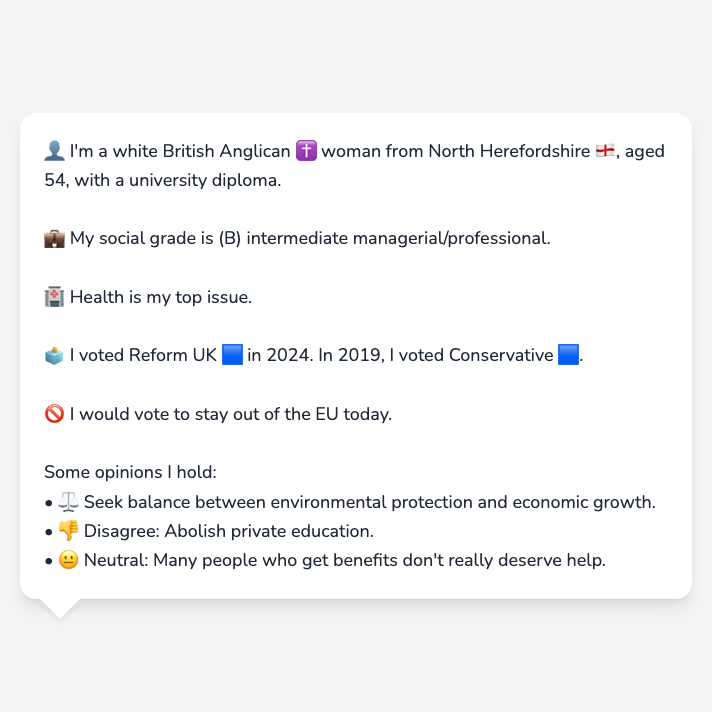 👤 I'm a white British Anglican ✝️ woman from North Herefordshire 🏴󠁧󠁢󠁥󠁮󠁧󠁿, aged
54, with a university diploma.
💼 My social grade is (B) intermediate managerial/professional.
🏥 Health is my top issue.
🗳️ I voted Reform UK 🟦 in 2024. In 2019, I voted Conservative 🟦.
🚫 I would vote to stay out of the EU today.
Some opinions I hold:
• ⚖️ Seek balance between environmental protection and economic growth.
• 👎 Disagree: Abolish private education.
• 😐 Neutral: Many people who get benefits don't really deserve help.